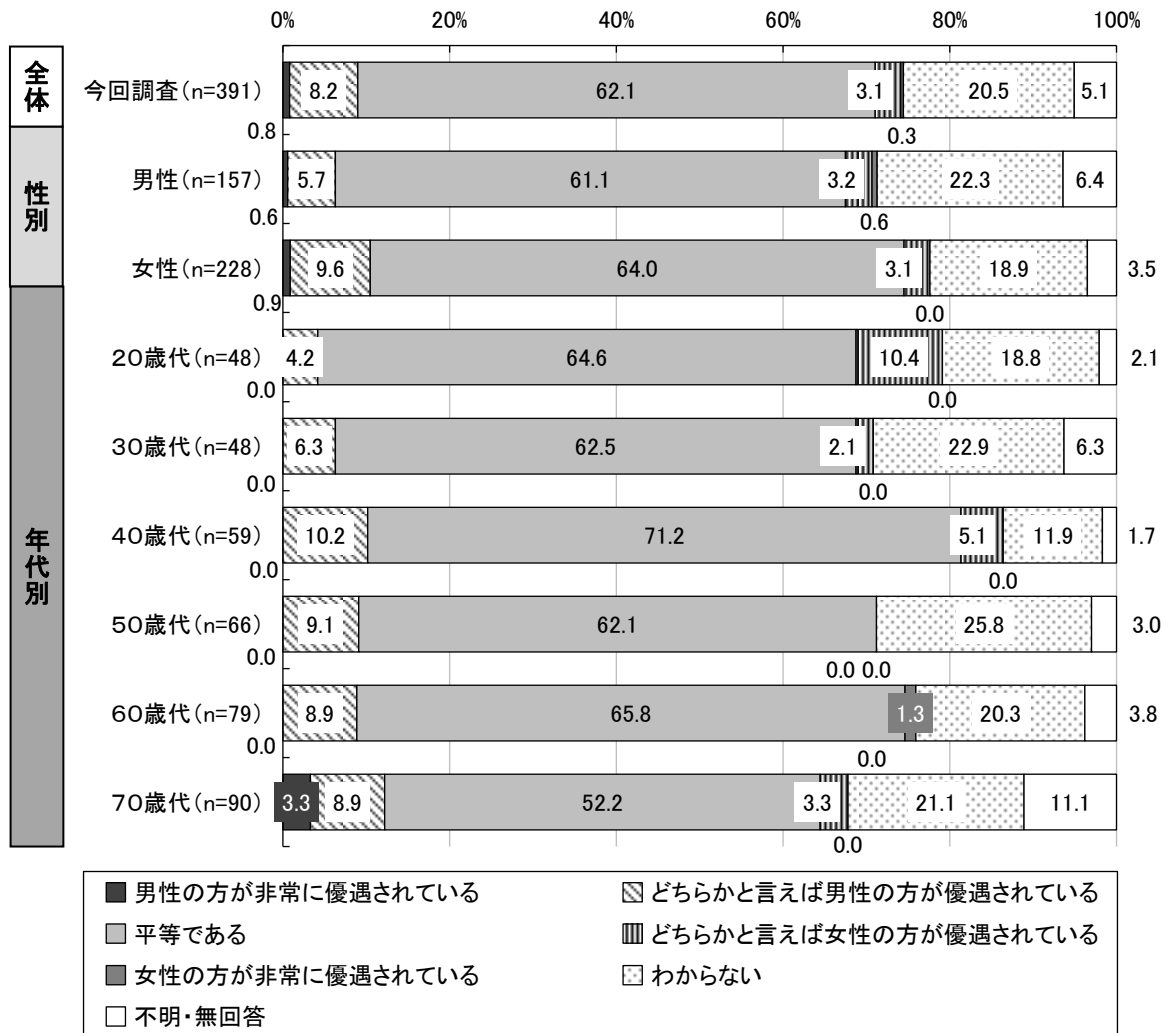 0% 20% 40% 60% 80% 100%
全体
今回調査(n=391) 8.2 62.1 3.1 20.5 5.1
0.8 0.3
性別
男性(n=157) 5.7 61.1 3.2 22.3 6.4
0.6 0.6
女性(n=228) 9.6 64.0 3.1 18.9 3.5
0.9 0.0
年代別
20歳代(n=48) 4.2 64.6 10.4 18.8 2.1
0.0 0.0
30歳代(n=48) 6.3 62.5 2.1 22.9 6.3
0.0 0.0
40歳代(n=59) 10.2 71.2 5.1 11.9 1.7
0.0 0.0
50歳代(n=66) 9.1 62.1 25.8 3.0
0.0 0.0 0.0
60歳代(n=79) 8.9 65.8 1.3 20.3 3.8
0.0 0.0
70歳代(n=90) 3.3 8.9 52.2 3.3 21.1 11.1
0.0
男性の方が非常に優遇されている どちらかと言えば男性の方が優遇されている
平等である どちらかと言えば女性の方が優遇されている
女性の方が非常に優遇されている わからない
不明・無回答